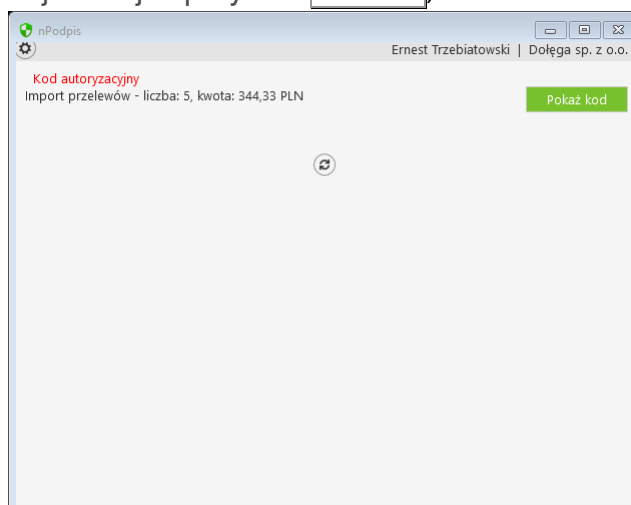 nPodpis
Ernest Trzebiatowski | Dołęga sp. z o.o.
Kod autoryzacyjny
Import przelewów - liczba: 5, kwota: 344,33 PLN
Pokaż kod